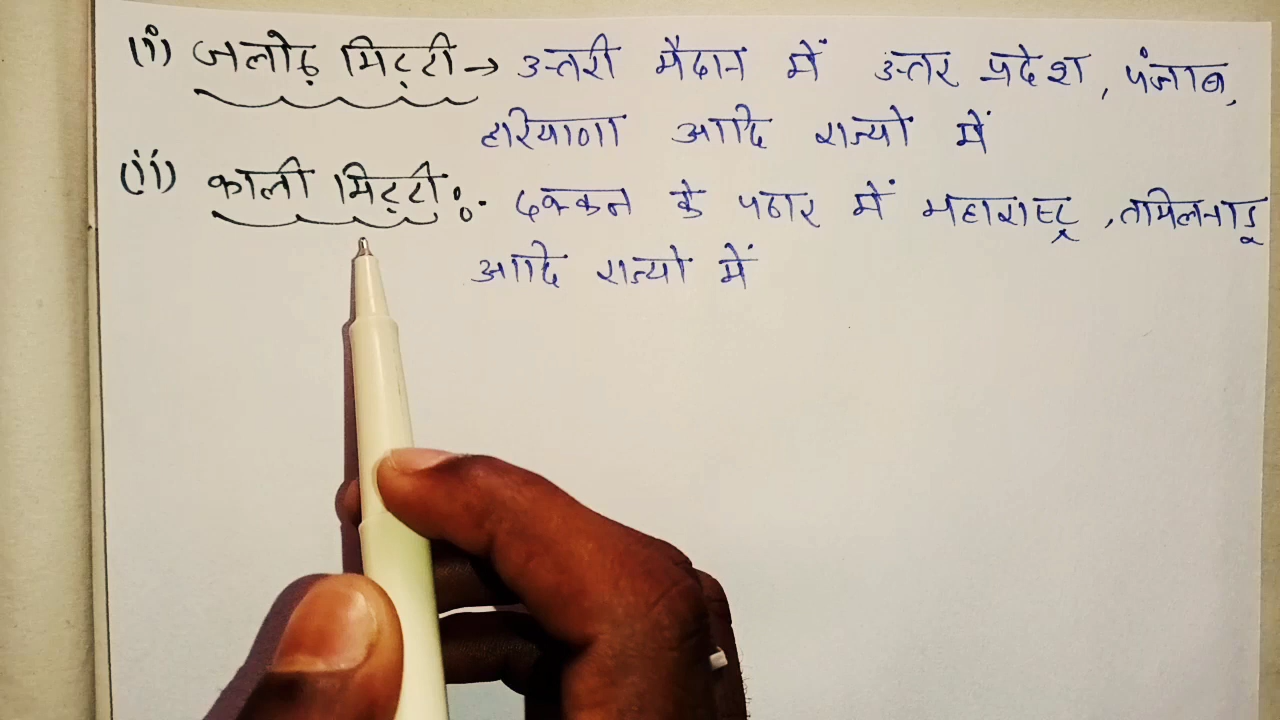 (i) जलोढ़ मिट्टी → उत्तरी मैदान में उत्तर प्रदेश, पंजाब,
हरियाणा आदि राज्यो में
(ii) काली मिट्टी :- दक्कन के पठार में महाराष्ट्र, तमिलनाडू
आदि राज्यो में